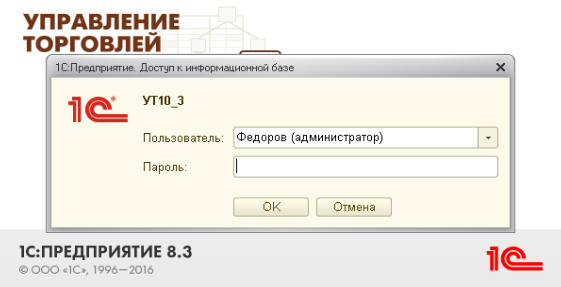 УПРАВЛЕНИЕ
ТОРГОВЛЕЙ
1С:Предприятие. Доступ к информационной базе
1С
УТ10_3
Пользователь: Федоров (администратор)
Пароль:
OK Отмена
1С:ПРЕДПРИЯТИЕ 8.3
© ООО «1С», 1996—2016
1С